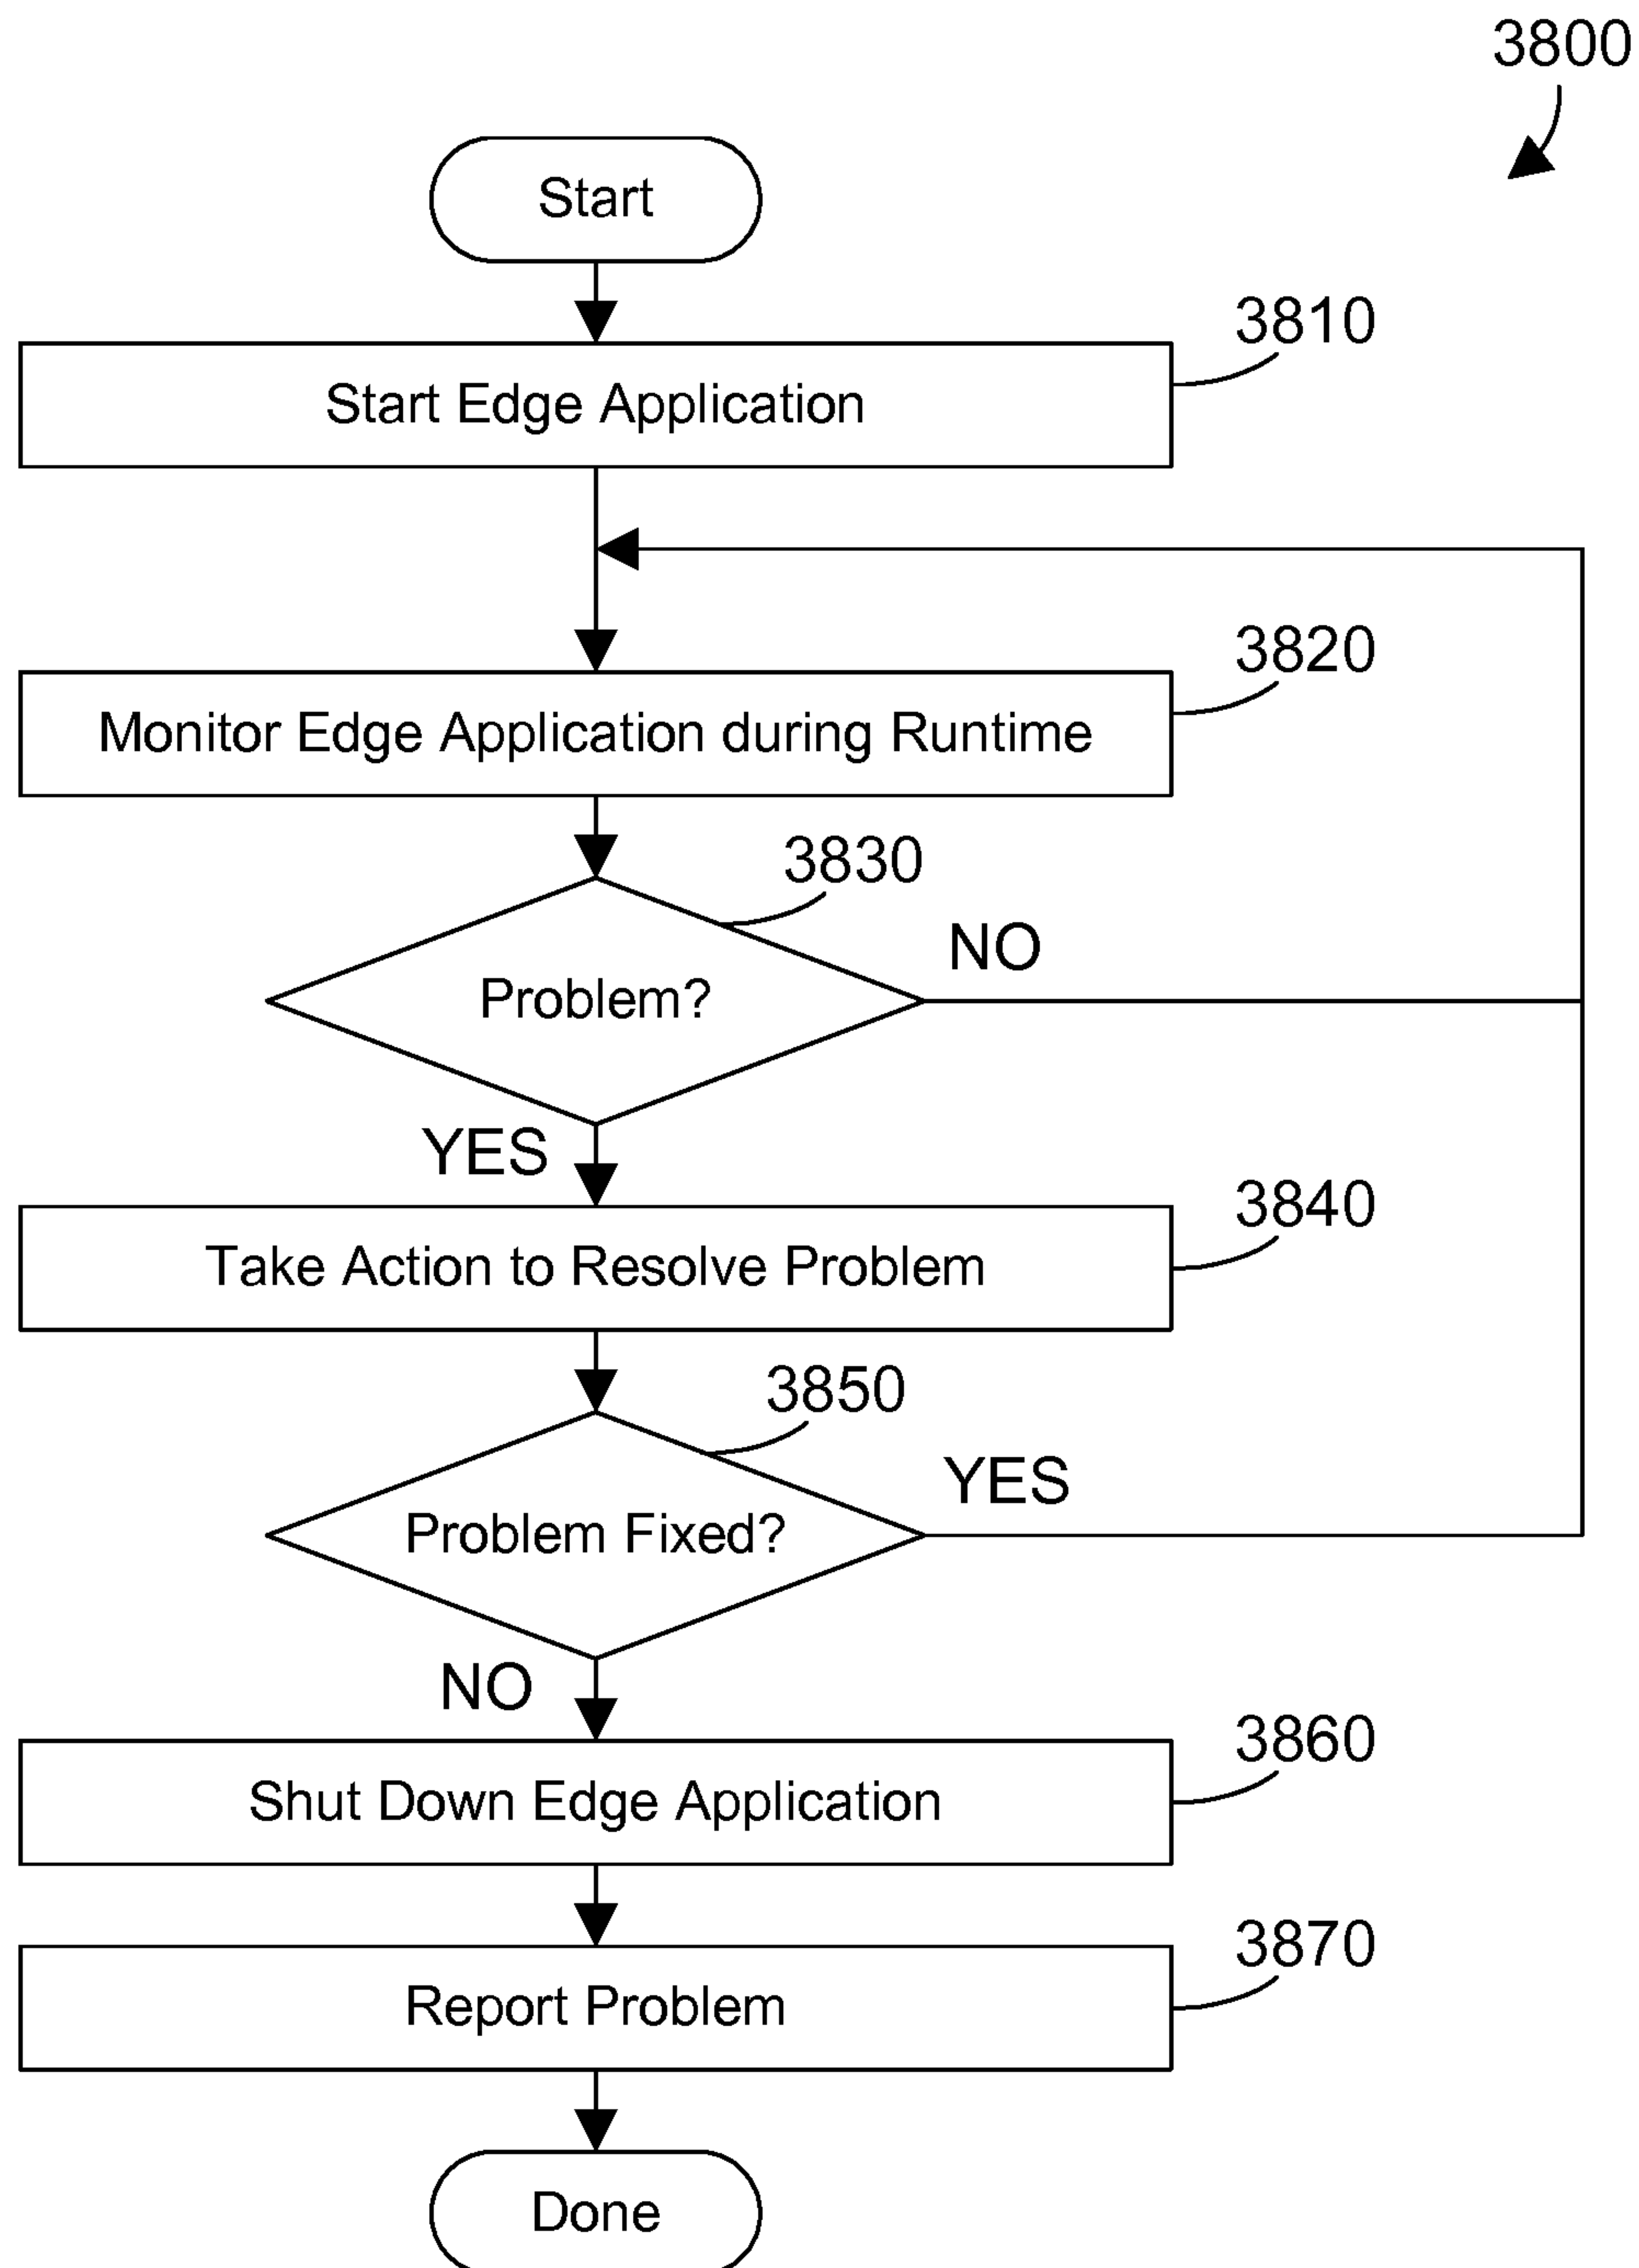 3800
Start
3810
Start Edge Application
3820
Monitor Edge Application during Runtime
3830
Problem?
NO
YES
3840
Take Action to Resolve Problem
3850
Problem Fixed?
YES
NO
3860
Shut Down Edge Application
3870
Report Problem
Done